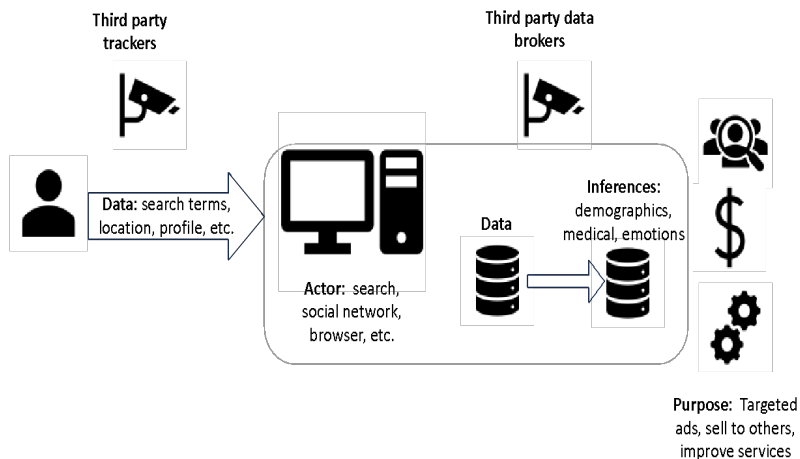 Third party
trackers
Third party data
brokers
Data: search terms,
location, profile, etc.
Actor: search,
social network,
browser, etc.
Data
Inferences:
demographics,
medical, emotions
$
Purpose: Targeted
ads, sell to others,
improve services